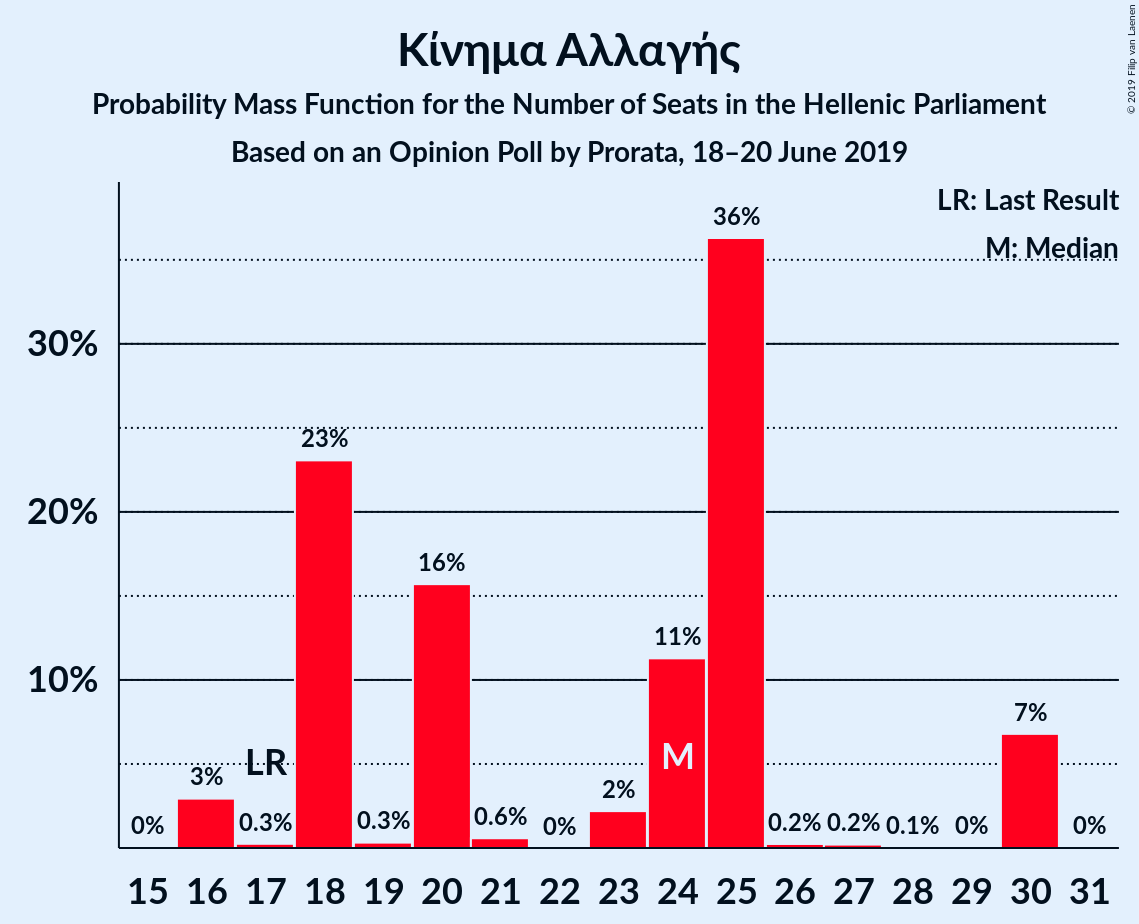 Κίνημα Αλλαγής
Probability Mass Function for the Number of Seats in the Hellenic Parliament
Based on an Opinion Poll by Prorata, 18–20 June 2019
© 2019 Filip van Laenen
LR: Last Result
M: Median
36%
30%
23%
20%
16%
11%
10%
7%
LR
M
3%
2%
0%
0.3%
0.3%
0.6%
0%
0.2%
0.2%
0.1%
0%
0%
15 16 17 18 19 20 21 22 23 24 25 26 27 28 29 30 31